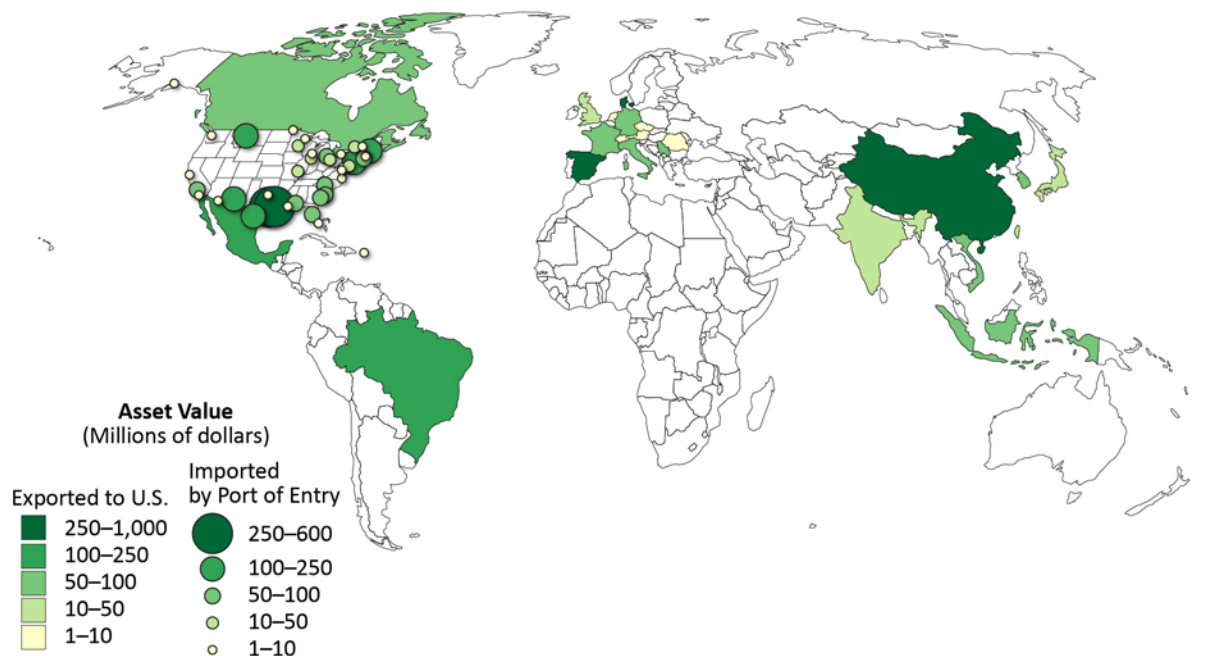 Asset Value
(Millions of dollars)
Exported to U.S.
250–1,000
100–250
50–100
10–50
1–10
Imported
by Port of Entry
250–600
100–250
50–100
10–50
1–10